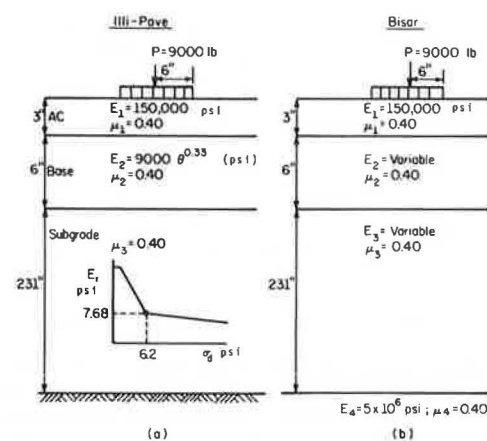 Illi-Pave
P=9000 lb
6"
3" AC
E₁=150,000 psi
μ₁=0.40
6" Base
E₂=9000 θ^0.33 (psi)
μ₂=0.40
Subgrade
μ₃=0.40
231"
Eᵣ
psi
7.68
6.2
σd psi
(a)
Bisar
P=9000 lb
6"
3"
E₁=150,000 psi
μ₁=0.40
6"
E₂=Variable
μ₂=0.40
E₃=Variable
μ₃=0.40
231"
E₄=5x10⁶ psi; μ₄=0.40
(b)